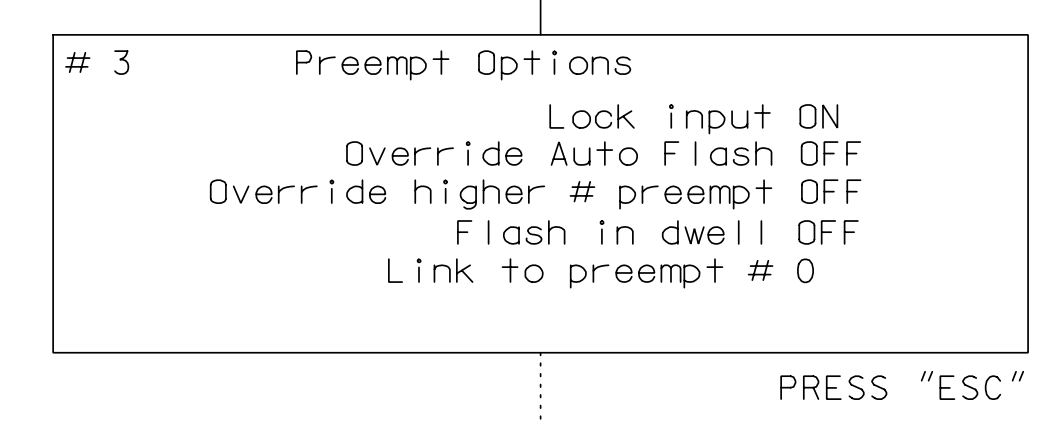 # 3 Preempt Options
Lock input ON
Override Auto Flash OFF
Override higher # preempt OFF
Flash in dwell OFF
Link to preempt # 0
PRESS "ESC"